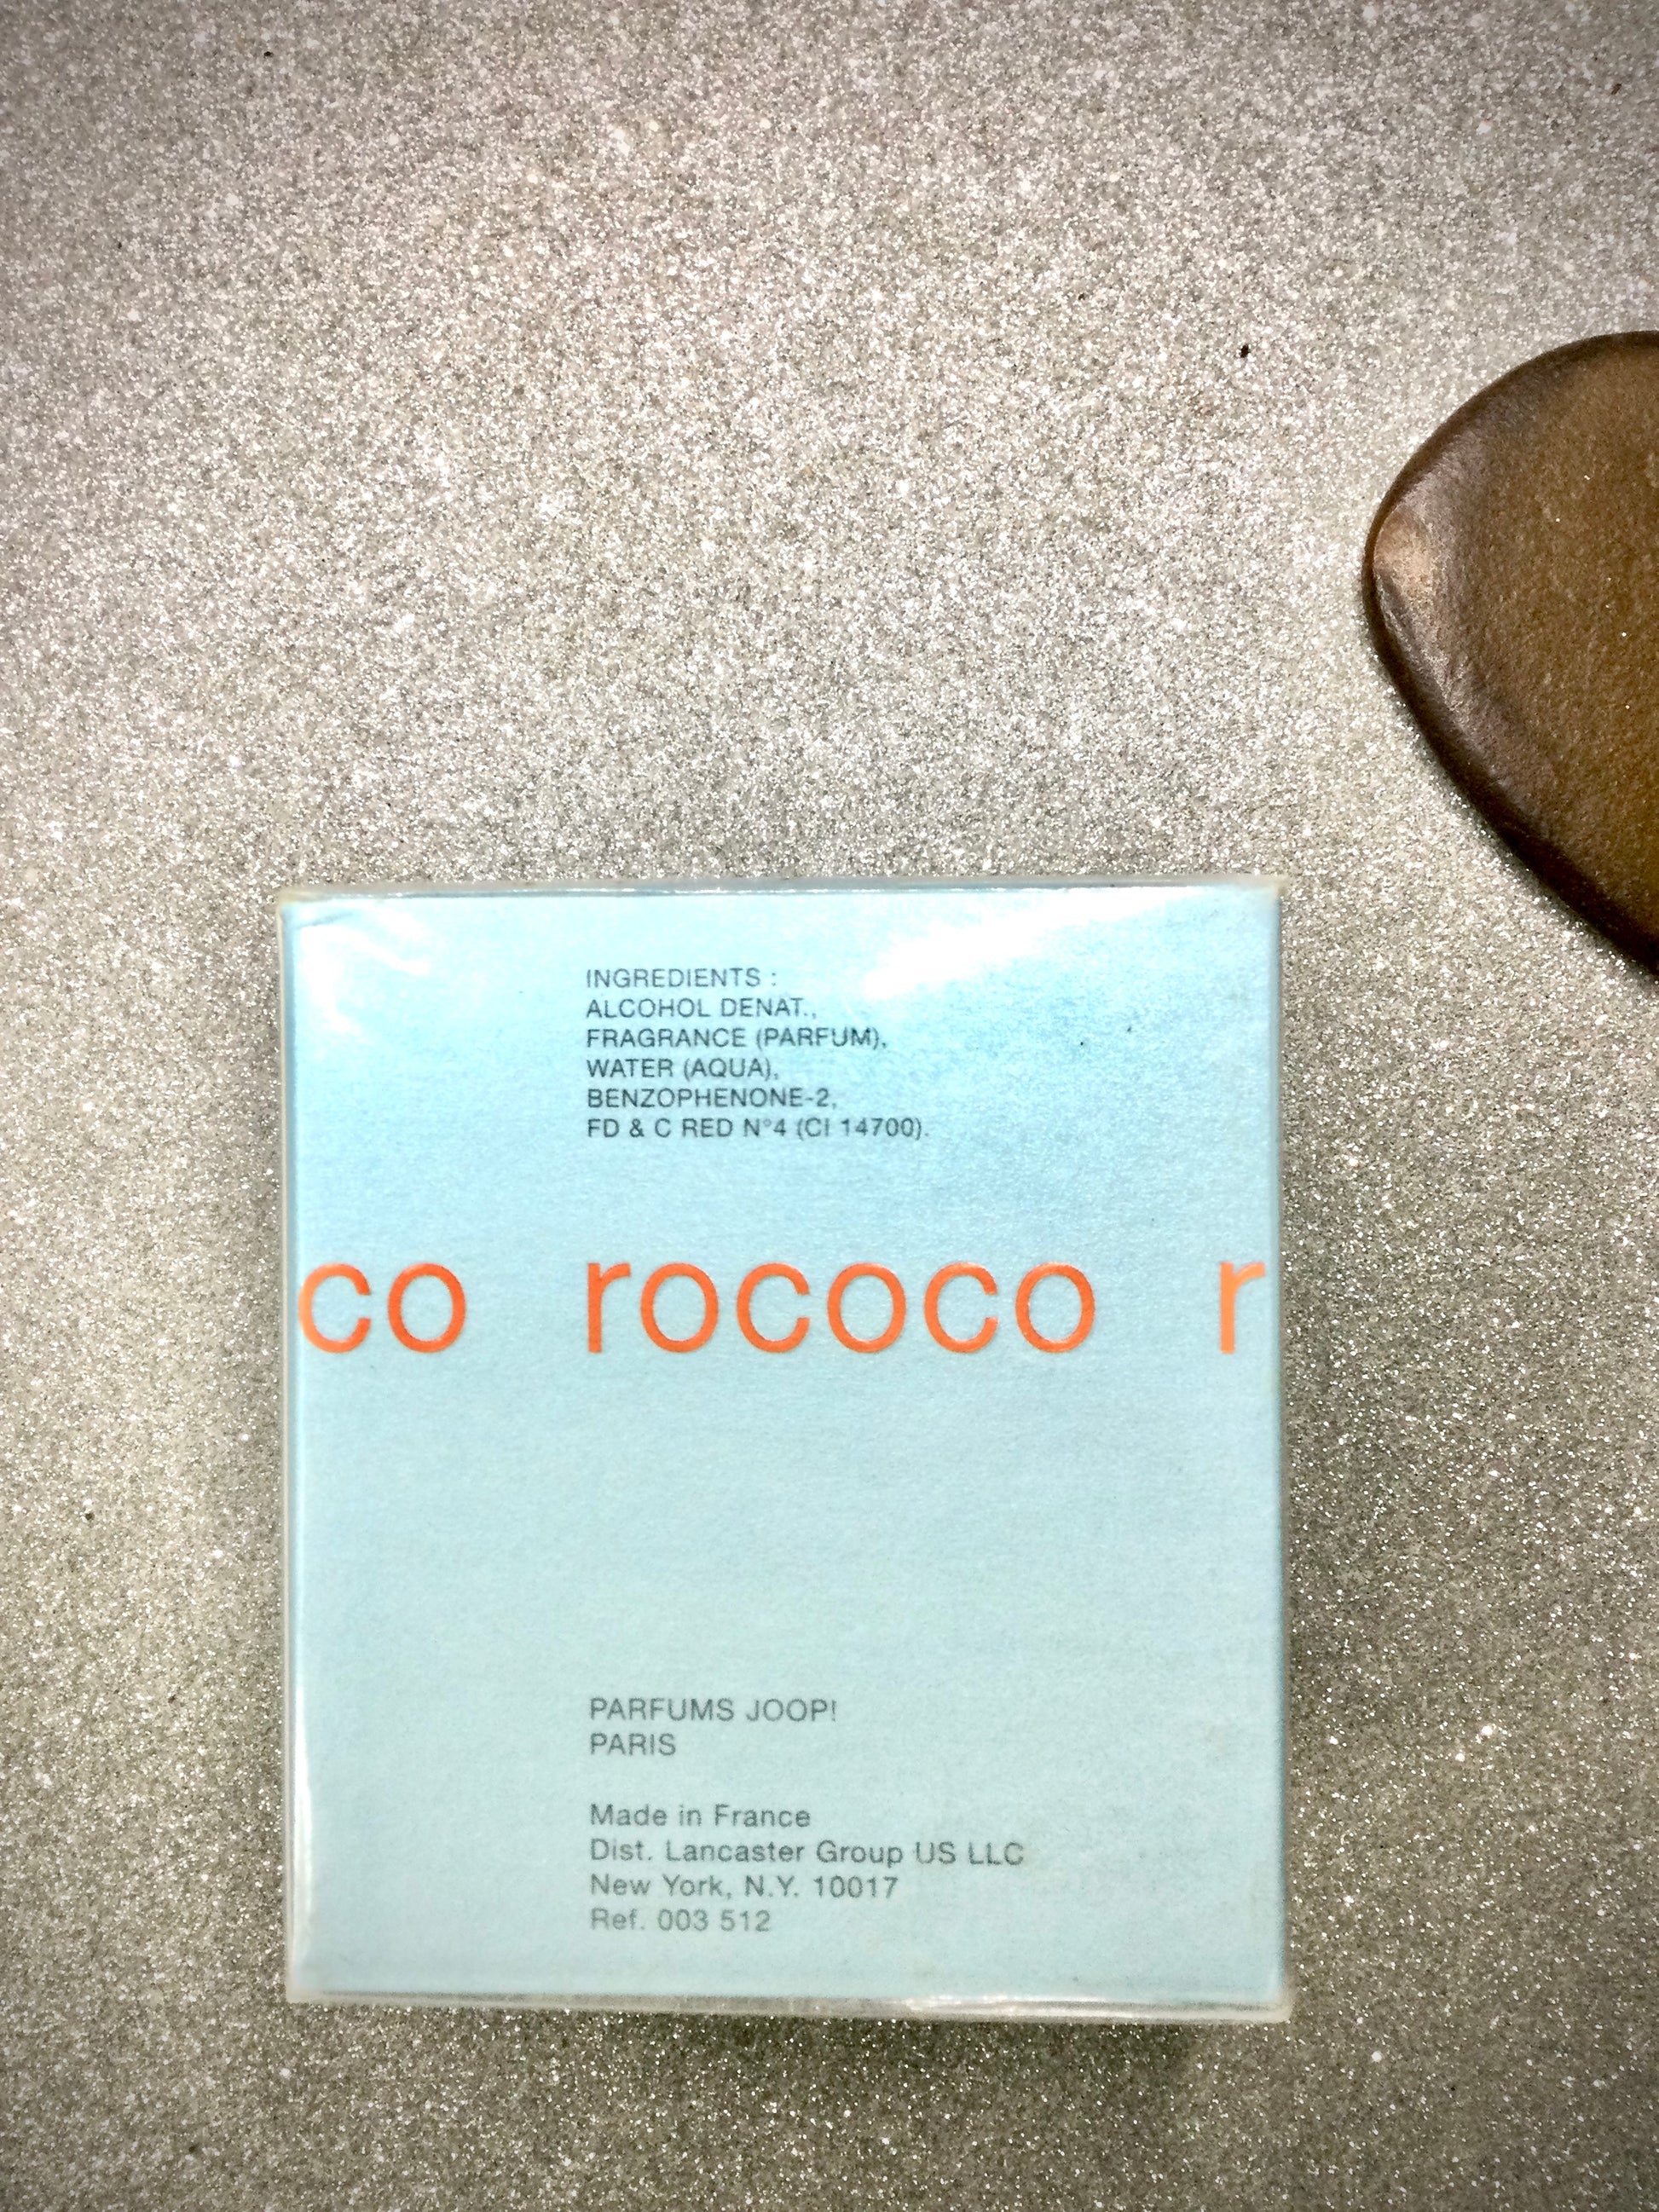 INGREDIENTS :
ALCOHOL DENAT.,
FRAGRANCE (PARFUM),
WATER (AQUA),
BENZOPHENONE-2,
FD & C RED N°4 (CI 14700).
co rococo r
PARFUMS JOOP!
PARIS
Made in France
Dist. Lancaster Group US LLC
New York, N.Y. 10017
Ref. 003 512